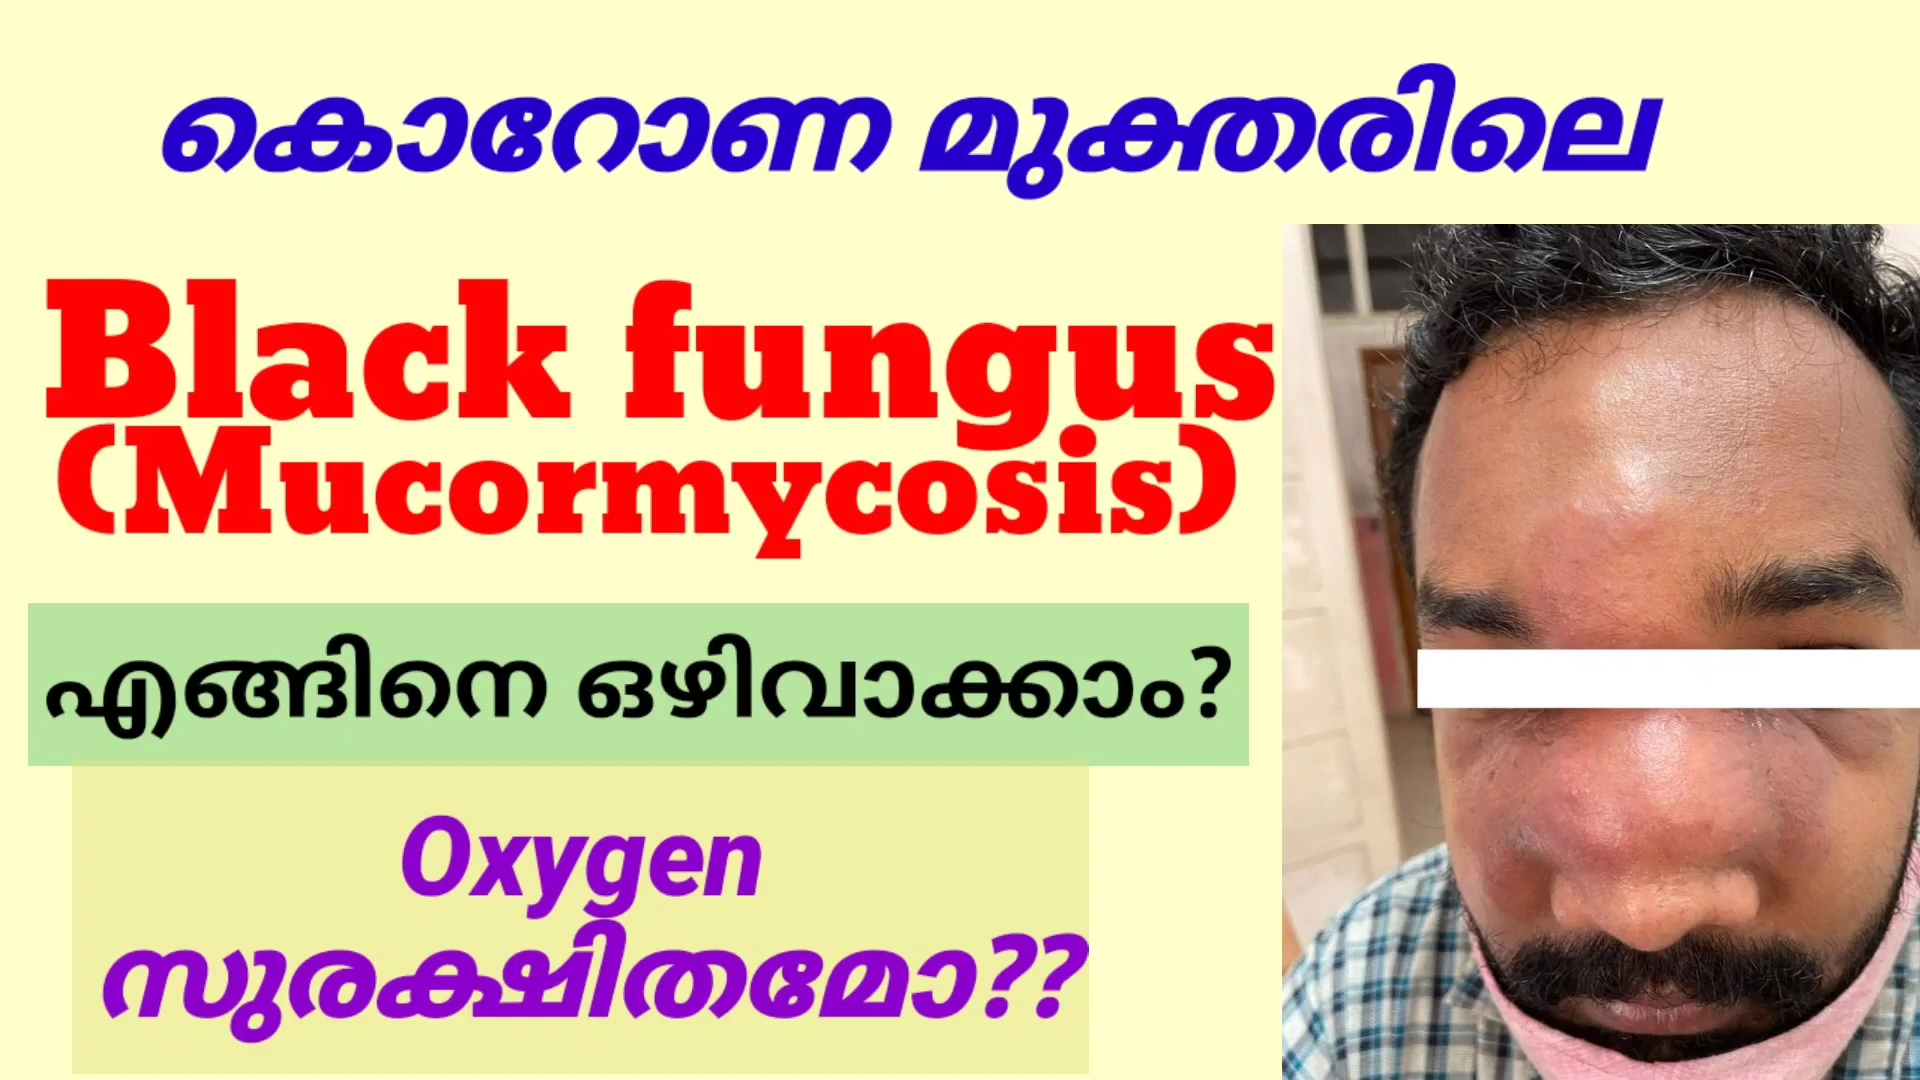 കൊറോണ മുക്തരിലെ
Black fungus
(Mucormycosis)
എങ്ങിനെ ഒഴിവാക്കാം?
Oxygen
സുരക്ഷിതമോ??